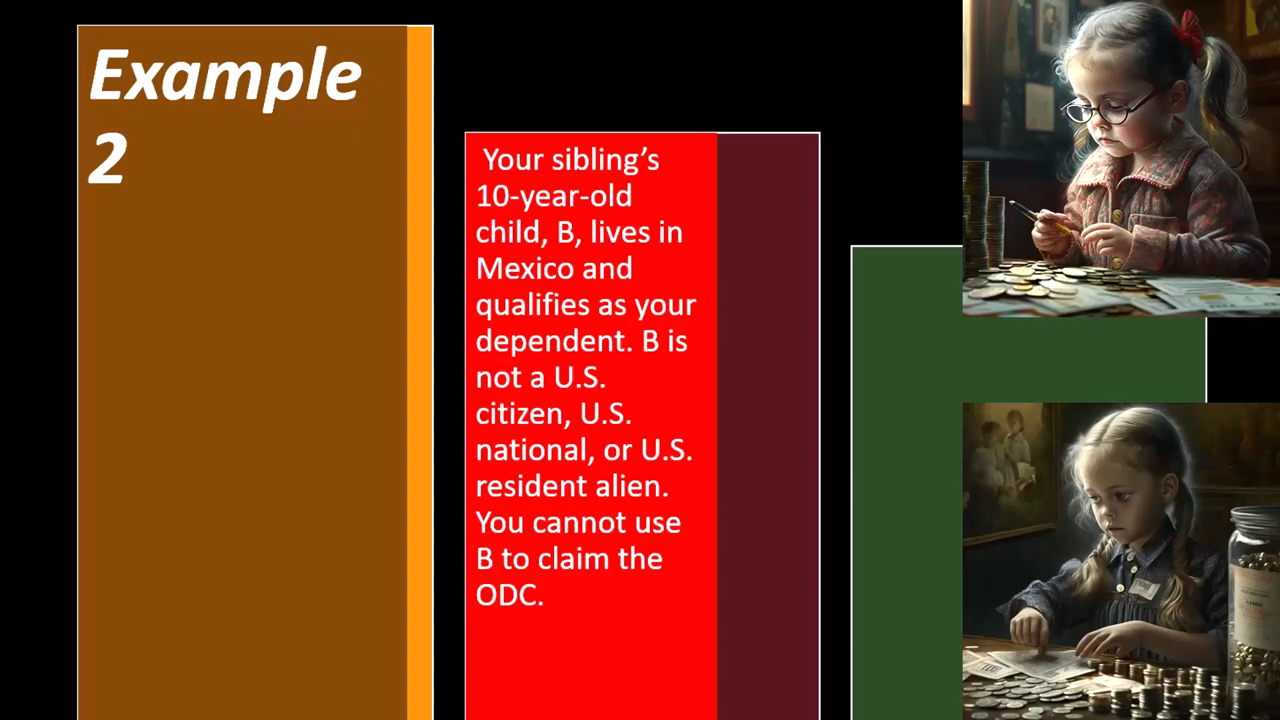 Example
2
Your sibling’s
10-year-old
child, B, lives in
Mexico and
qualifies as your
dependent. B is
not a U.S.
citizen, U.S.
national, or U.S.
resident alien.
You cannot use
B to claim the
ODC.